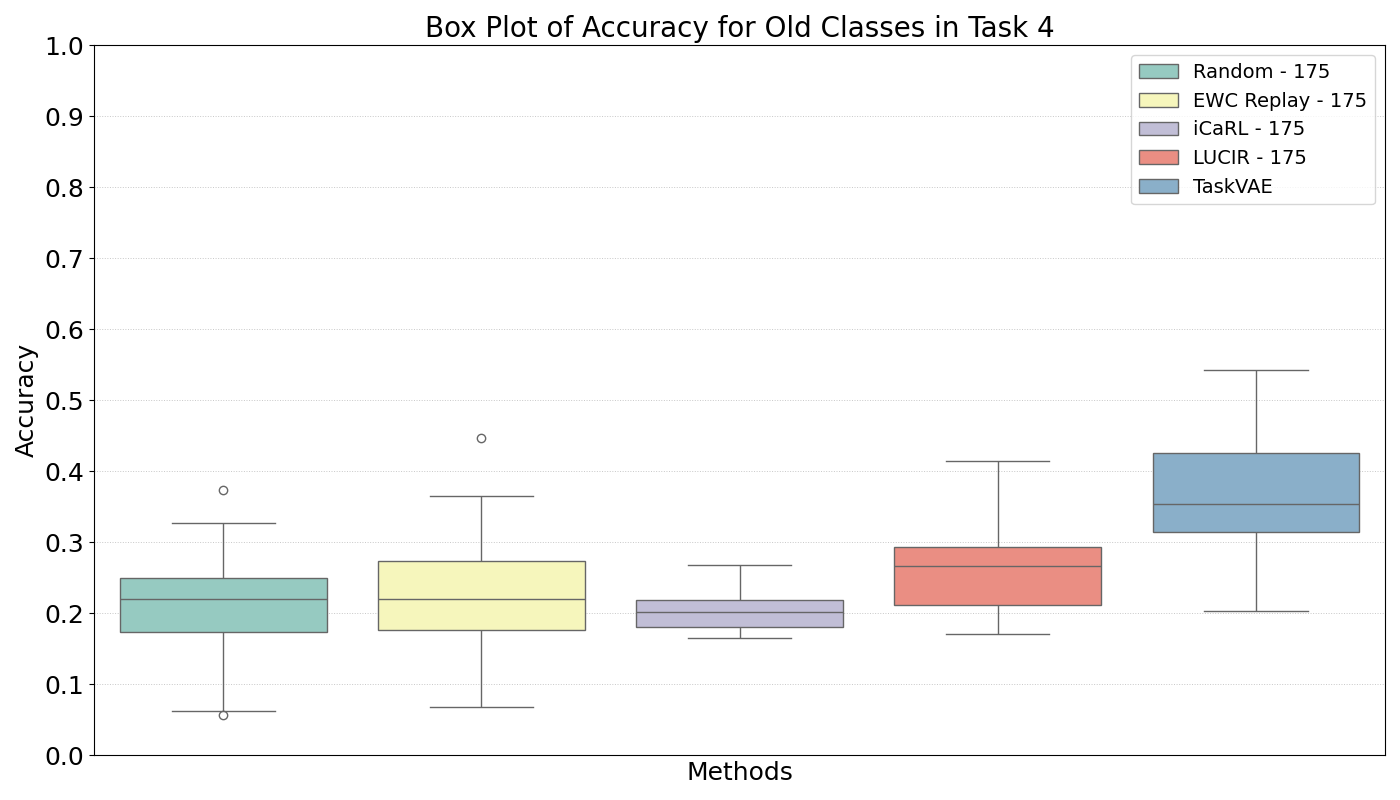 Box Plot of Accuracy for Old Classes in Task 4
1.0
0.9
0.8
0.7
0.6
0.5
0.4
0.3
0.2
0.1
0.0
Accuracy
Methods
Random - 175
EWC Replay - 175
iCaRL - 175
LUCIR - 175
TaskVAE